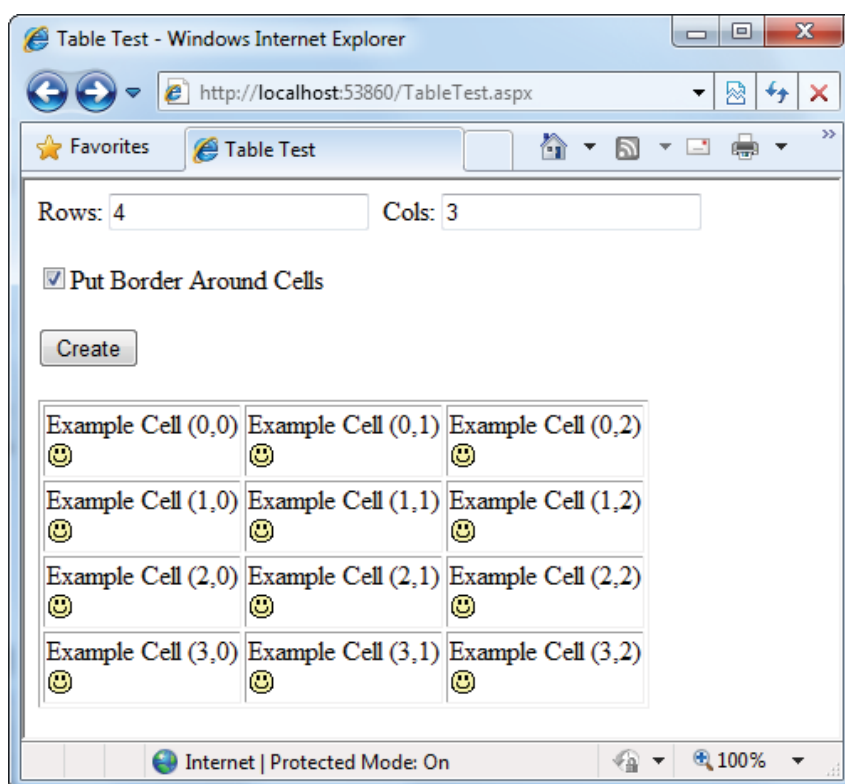 Table Test - Windows Internet Explorer
http://localhost:53860/TableTest.aspx
Favorites Table Test »
Rows: 4 Cols: 3
Put Border Around Cells
Create
Example Cell (0,0) Example Cell (0,1) Example Cell (0,2)
Example Cell (1,0) Example Cell (1,1) Example Cell (1,2)
Example Cell (2,0) Example Cell (2,1) Example Cell (2,2)
Example Cell (3,0) Example Cell (3,1) Example Cell (3,2)
Internet | Protected Mode: On 100%